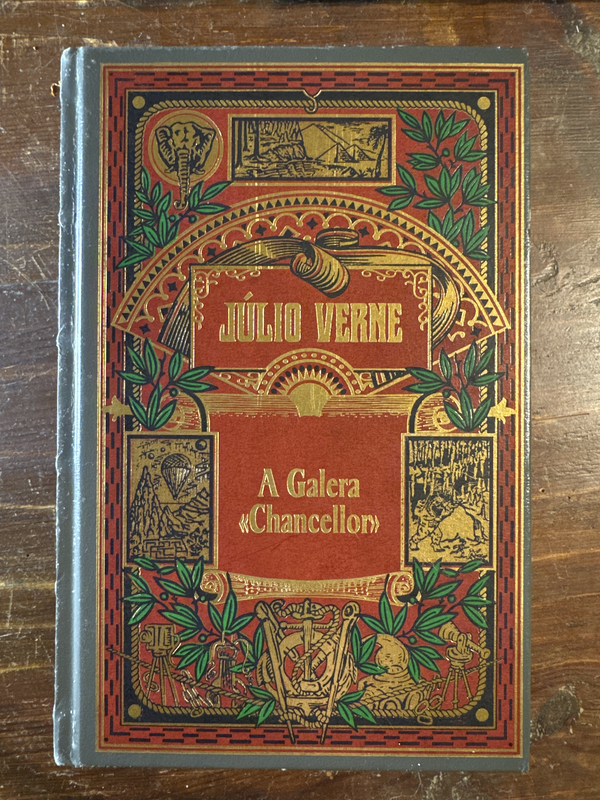 JÚLIO VERNE
A Galera
«Chancellor»